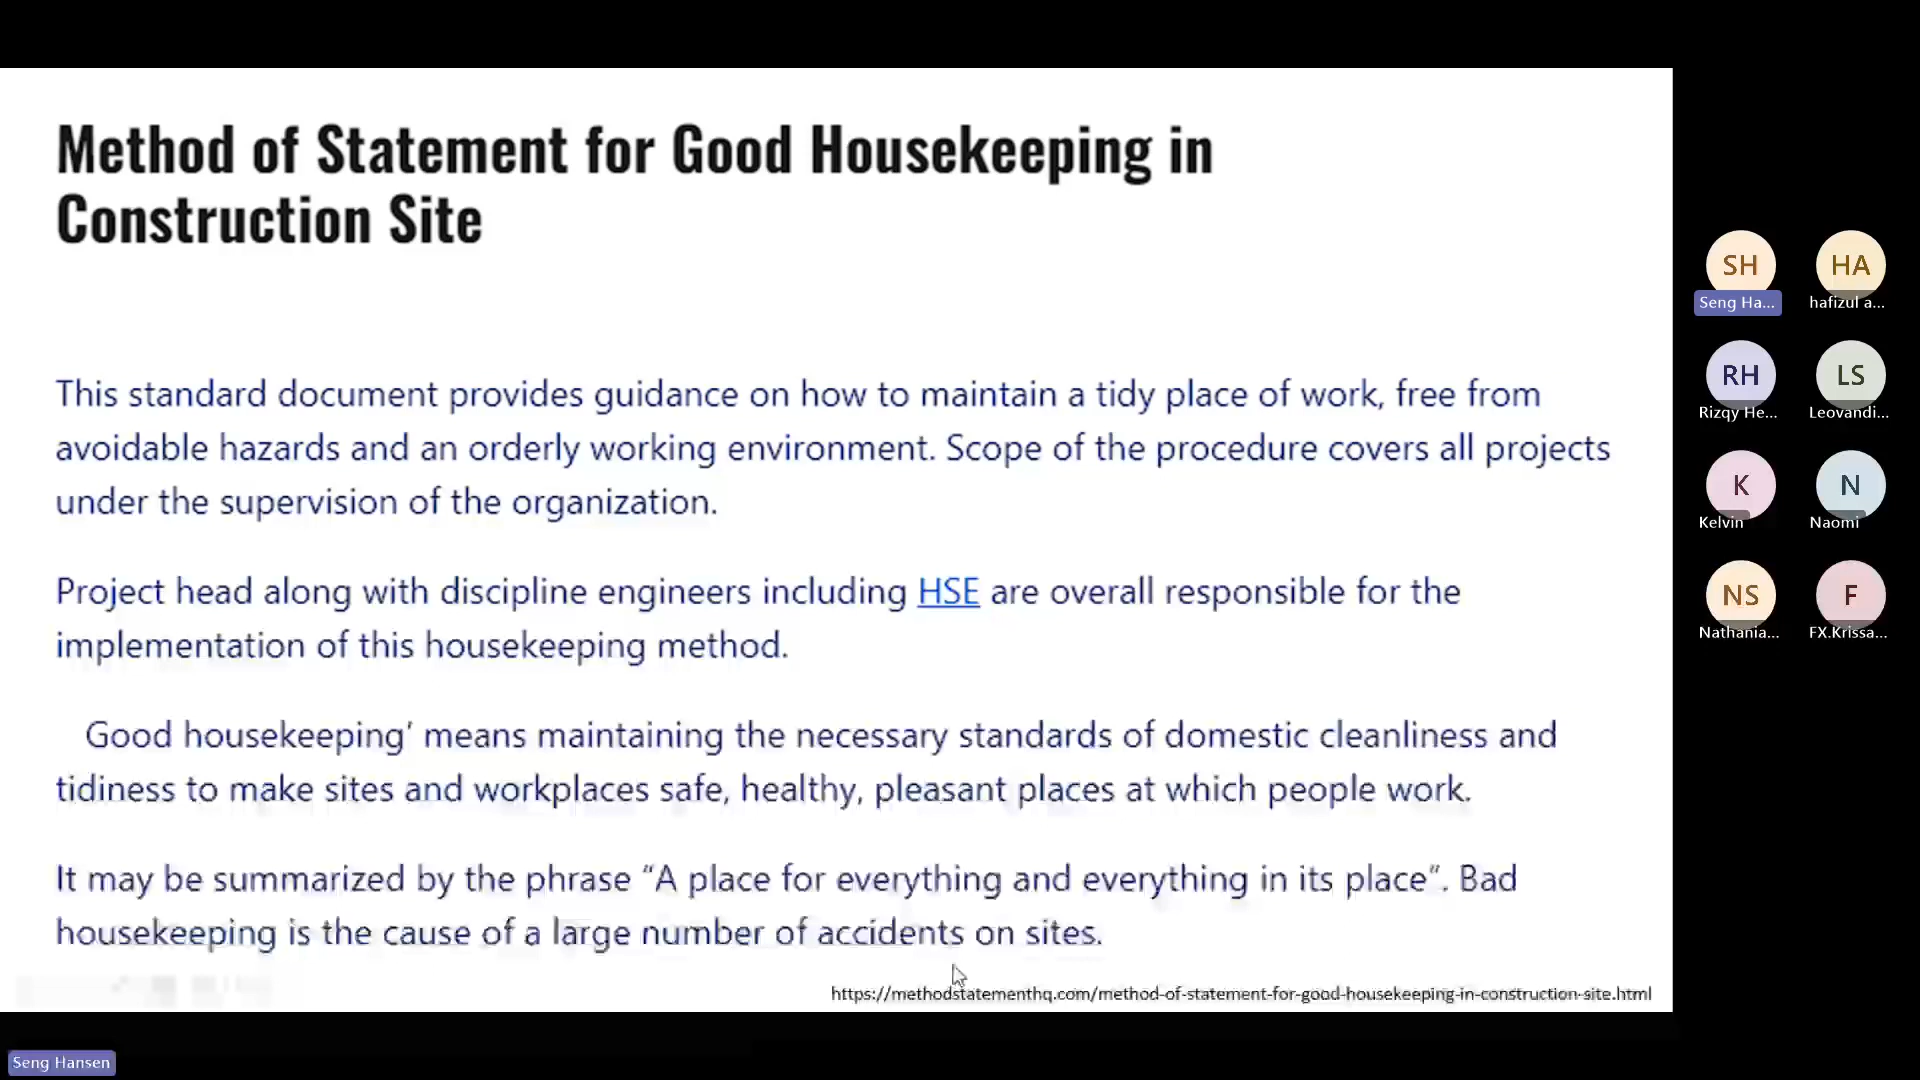 Method of Statement for Good Housekeeping in
Construction Site
This standard document provides guidance on how to maintain a tidy place of work, free from
avoidable hazards and an orderly working environment. Scope of the procedure covers all projects
under the supervision of the organization.
Project head along with discipline engineers including HSE are overall responsible for the
implementation of this housekeeping method.
Good housekeeping’ means maintaining the necessary standards of domestic cleanliness and
tidiness to make sites and workplaces safe, healthy, pleasant places at which people work.
It may be summarized by the phrase “A place for everything and everything in its place”. Bad
housekeeping is the cause of a large number of accidents on sites.
https://methodstatementhq.com/method-of-statement-for-good-housekeeping-in-construction-site.html
SH HA
Seng Ha... hafizul a...
RH LS
Rizqy He... Leovandi...
K N
Kelvin Naomi
NS F
Nathania... FX.Krissa...
Seng Hansen